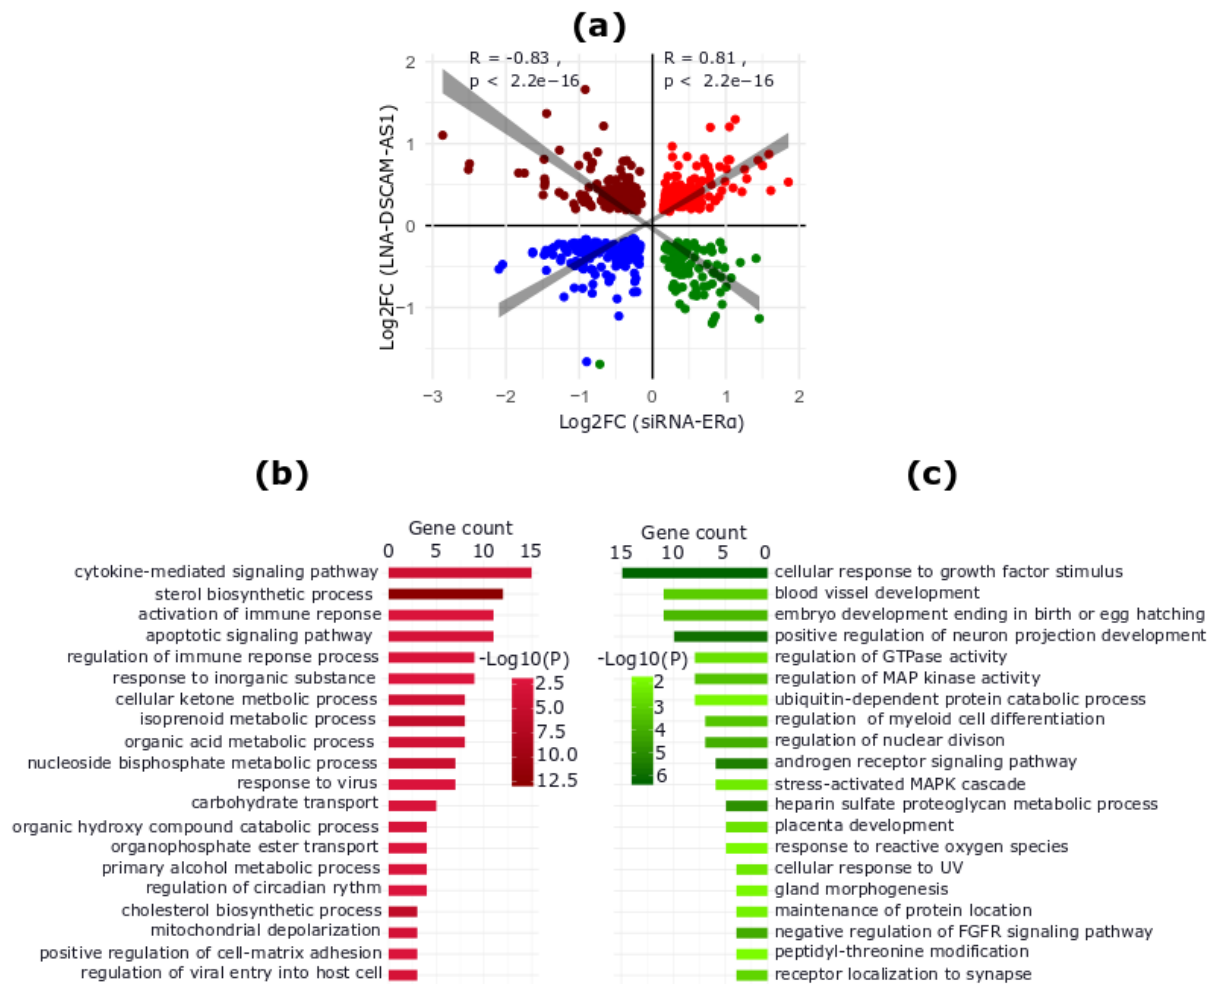 (a)
R = -0.83 ,
p < 2.2e−16
R = 0.81 ,
p < 2.2e−16
2
1
0
−1
Log2FC (LNA-DSCAM-AS1)
−3
−2
−1
0
1
2
Log2FC (siRNA-ERα)
(b)
Gene count
0 5 10 15
cytokine-mediated signaling pathway
sterol biosynthetic process
activation of immune reponse
apoptotic signaling pathway
regulation of immune reponse process
response to inorganic substance
cellular ketone metbolic process
isoprenoid metabolic process
organic acid metabolic process
nucleoside bisphosphate metabolic process
response to virus
carbohydrate transport
organic hydroxy compound catabolic process
organophosphate ester transport
primary alcohol metabolic process
regulation of circadian rythm
cholesterol biosynthetic process
mitochondrial depolarization
positive regulation of cell-matrix adhesion
regulation of viral entry into host cell
-Log10(P)
2.5
5.0
7.5
10.0
12.5
(c)
Gene count
15 10 5 0
-Log10(P)
2
3
4
5
6
cellular response to growth factor stimulus
blood vissel development
embryo development ending in birth or egg hatching
positive regulation of neuron projection development
regulation of GTPase activity
regulation of MAP kinase activity
ubiquitin-dependent protein catabolic process
regulation of myeloid cell differentiation
regulation of nuclear divison
androgen receptor signaling pathway
stress-activated MAPK cascade
heparin sulfate proteoglycan metabolic process
placenta development
response to reactive oxygen species
cellular response to UV
gland morphogenesis
maintenance of protein location
negative regulation of FGFR signaling pathway
peptidyl-threonine modification
receptor localization to synapse